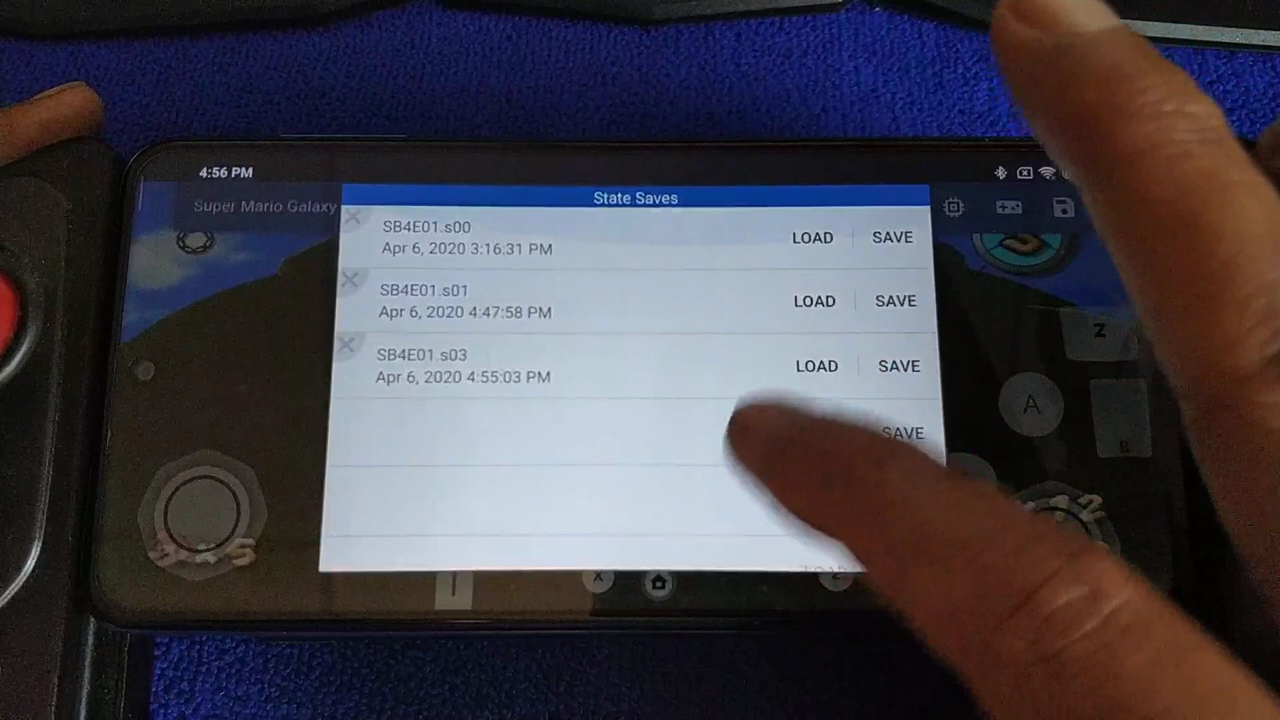 4:56 PM
State Saves
Super Mario Galaxy
SB4E01.s00
Apr 6, 2020 3:16:31 PM
LOAD
SAVE
SB4E01.s01
Apr 6, 2020 4:47:58 PM
LOAD
SAVE
SB4E01.s03
Apr 6, 2020 4:55:03 PM
LOAD
SAVE
SAVE
Z
A
B
X
2